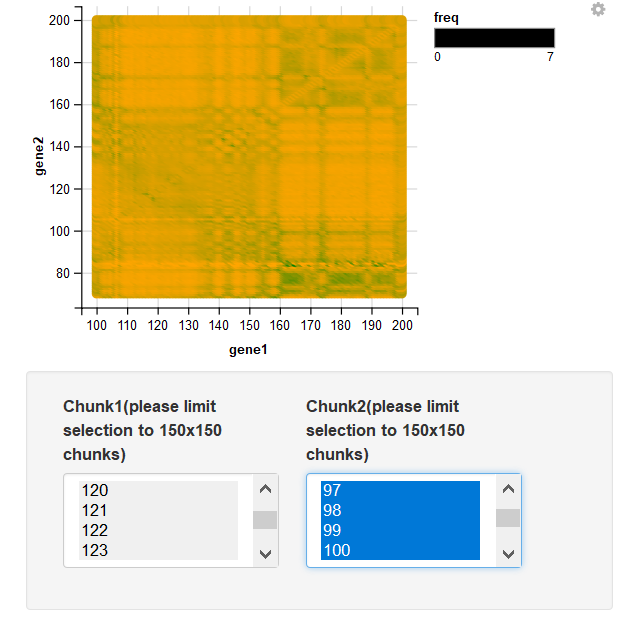 freq
0 7
200
180
160
140
120
100
80
gene2
100 110 120 130 140 150 160 170 180 190 200
gene1
Chunk1(please limit
selection to 150x150
chunks)
120
121
122
123
Chunk2(please limit
selection to 150x150
chunks)
97
98
99
100